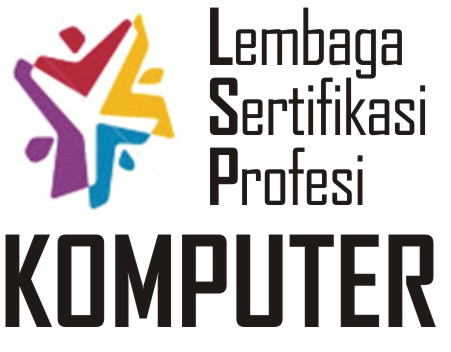 Lembaga
Sertifikasi
Profesi
KOMPUTER